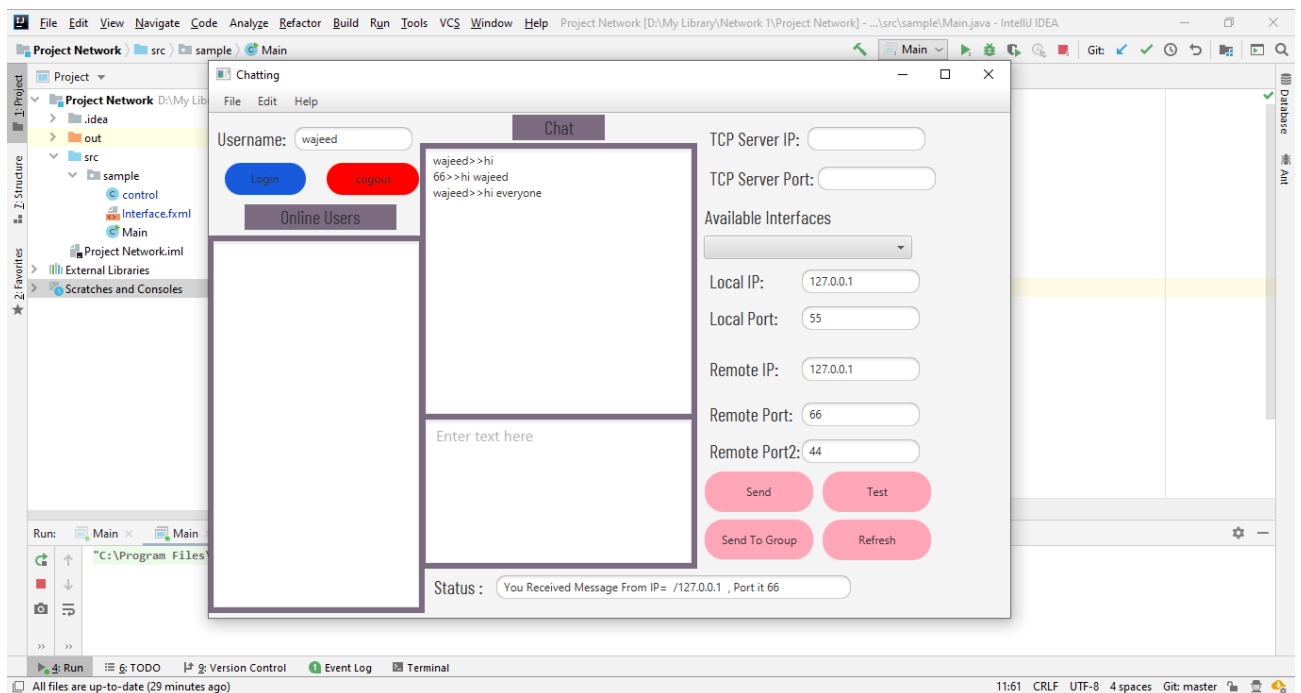 File Edit View Navigate Code Analyze Refactor Build Run Tools VCS Window Help Project Network [D:\My Library\Network 1\Project Network] - ...\src\sample\Main.java - IntelliJ IDEA
Project Network src sample Main
Main
Git:
1: Project
7: Structure
2: Favorites
Project
Project Network D:\My Lib
.idea
out
src
sample
control
Interface.fxml
Main
Project Network.iml
External Libraries
Scratches and Consoles
Chatting
File Edit Help
Username: wajeed
Login Logout
Online Users
Chat
wajeed>>hi
66>>hi wajeed
wajeed>>hi everyone
Enter text here
TCP Server IP:
TCP Server Port:
Available Interfaces
Local IP: 127.0.0.1
Local Port: 55
Remote IP: 127.0.0.1
Remote Port: 66
Remote Port2: 44
Send Test
Send To Group Refresh
Status : You Received Message From IP= /127.0.0.1 , Port it 66
Database
Ant
Run: Main Main
"C:\Program Files\
4: Run 6: TODO 9: Version Control 1 Event Log Terminal
All files are up-to-date (29 minutes ago) 11:61 CRLF UTF-8 4 spaces Git: master